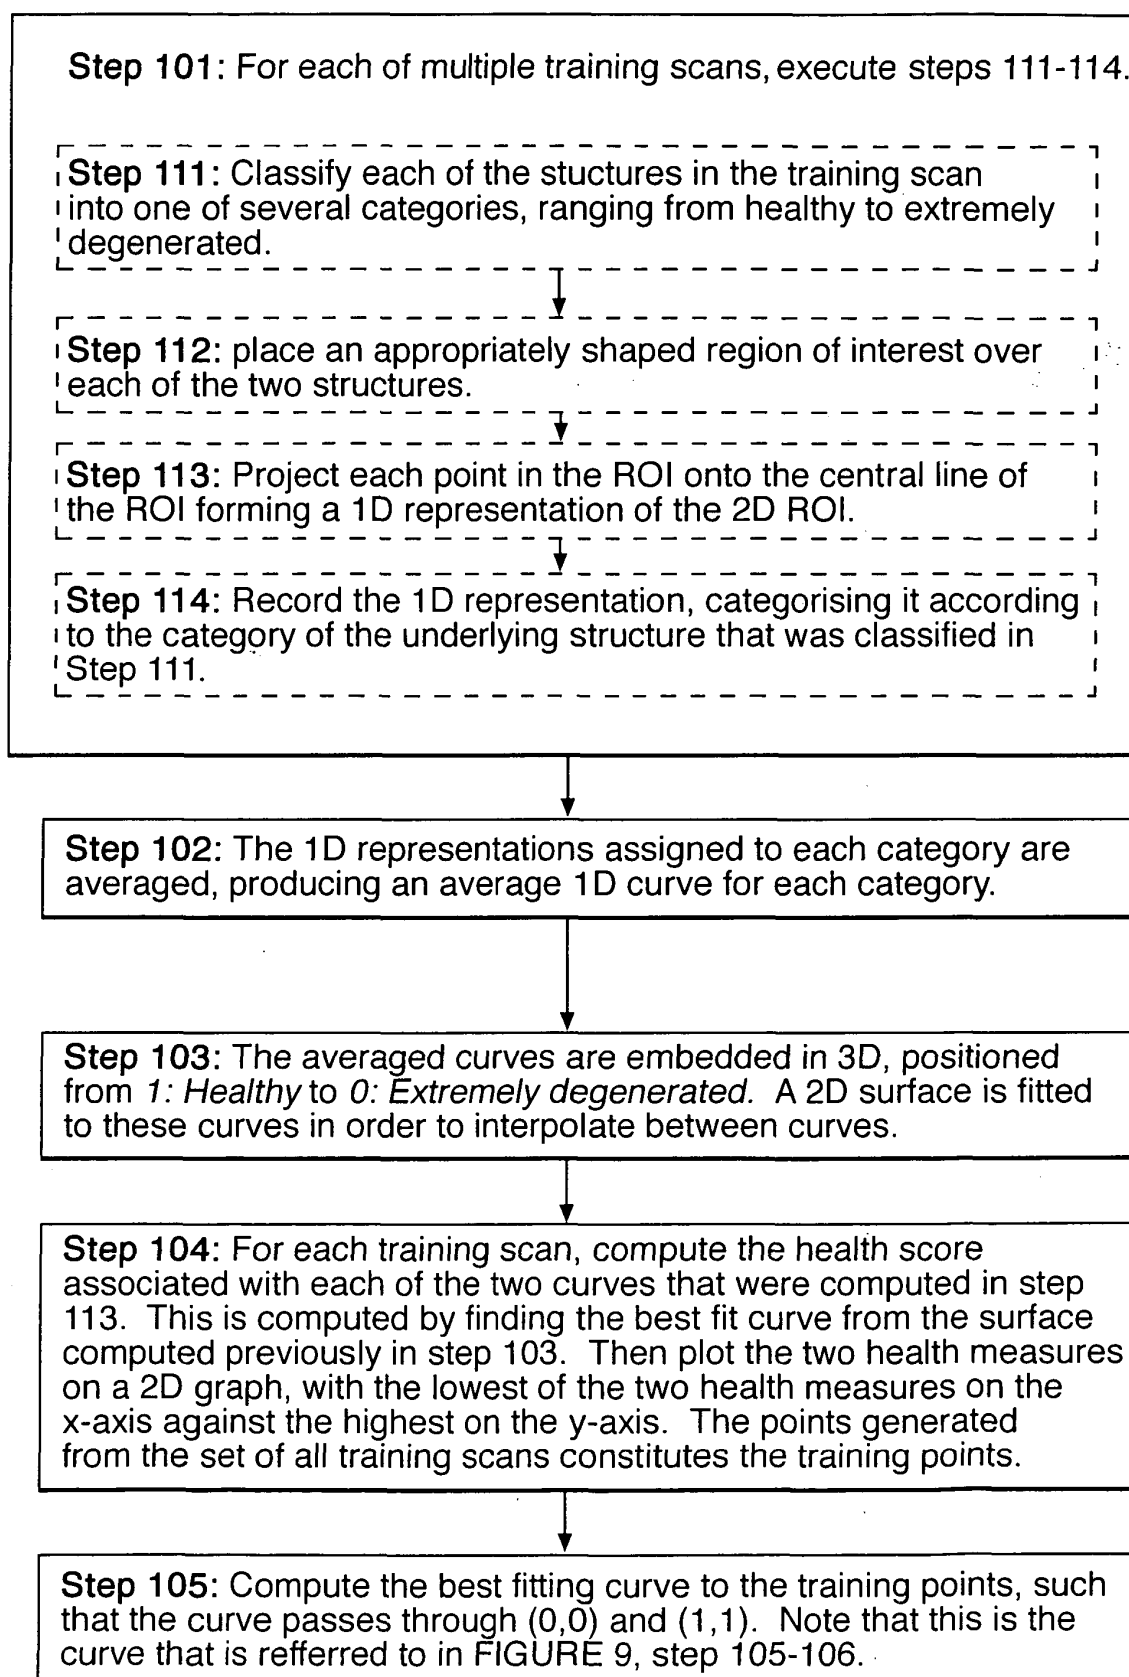 Step 101: For each of multiple training scans, execute steps 111-114.
Step 111: Classify each of the stuctures in the training scan
into one of several categories, ranging from healthy to extremely
degenerated.
Step 112: place an appropriately shaped region of interest over
each of the two structures.
Step 113: Project each point in the ROI onto the central line of
the ROI forming a 1D representation of the 2D ROI.
Step 114: Record the 1D representation, categorising it according
to the category of the underlying structure that was classified in
Step 111.
Step 102: The 1D representations assigned to each category are
averaged, producing an average 1D curve for each category.
Step 103: The averaged curves are embedded in 3D, positioned
from 1: Healthy to 0: Extremely degenerated. A 2D surface is fitted
to these curves in order to interpolate between curves.
Step 104: For each training scan, compute the health score
associated with each of the two curves that were computed in step
113. This is computed by finding the best fit curve from the surface
computed previously in step 103. Then plot the two health measures
on a 2D graph, with the lowest of the two health measures on the
x-axis against the highest on the y-axis. The points generated
from the set of all training scans constitutes the training points.
Step 105: Compute the best fitting curve to the training points, such
that the curve passes through (0,0) and (1,1). Note that this is the
curve that is refferred to in FIGURE 9, step 105-106.